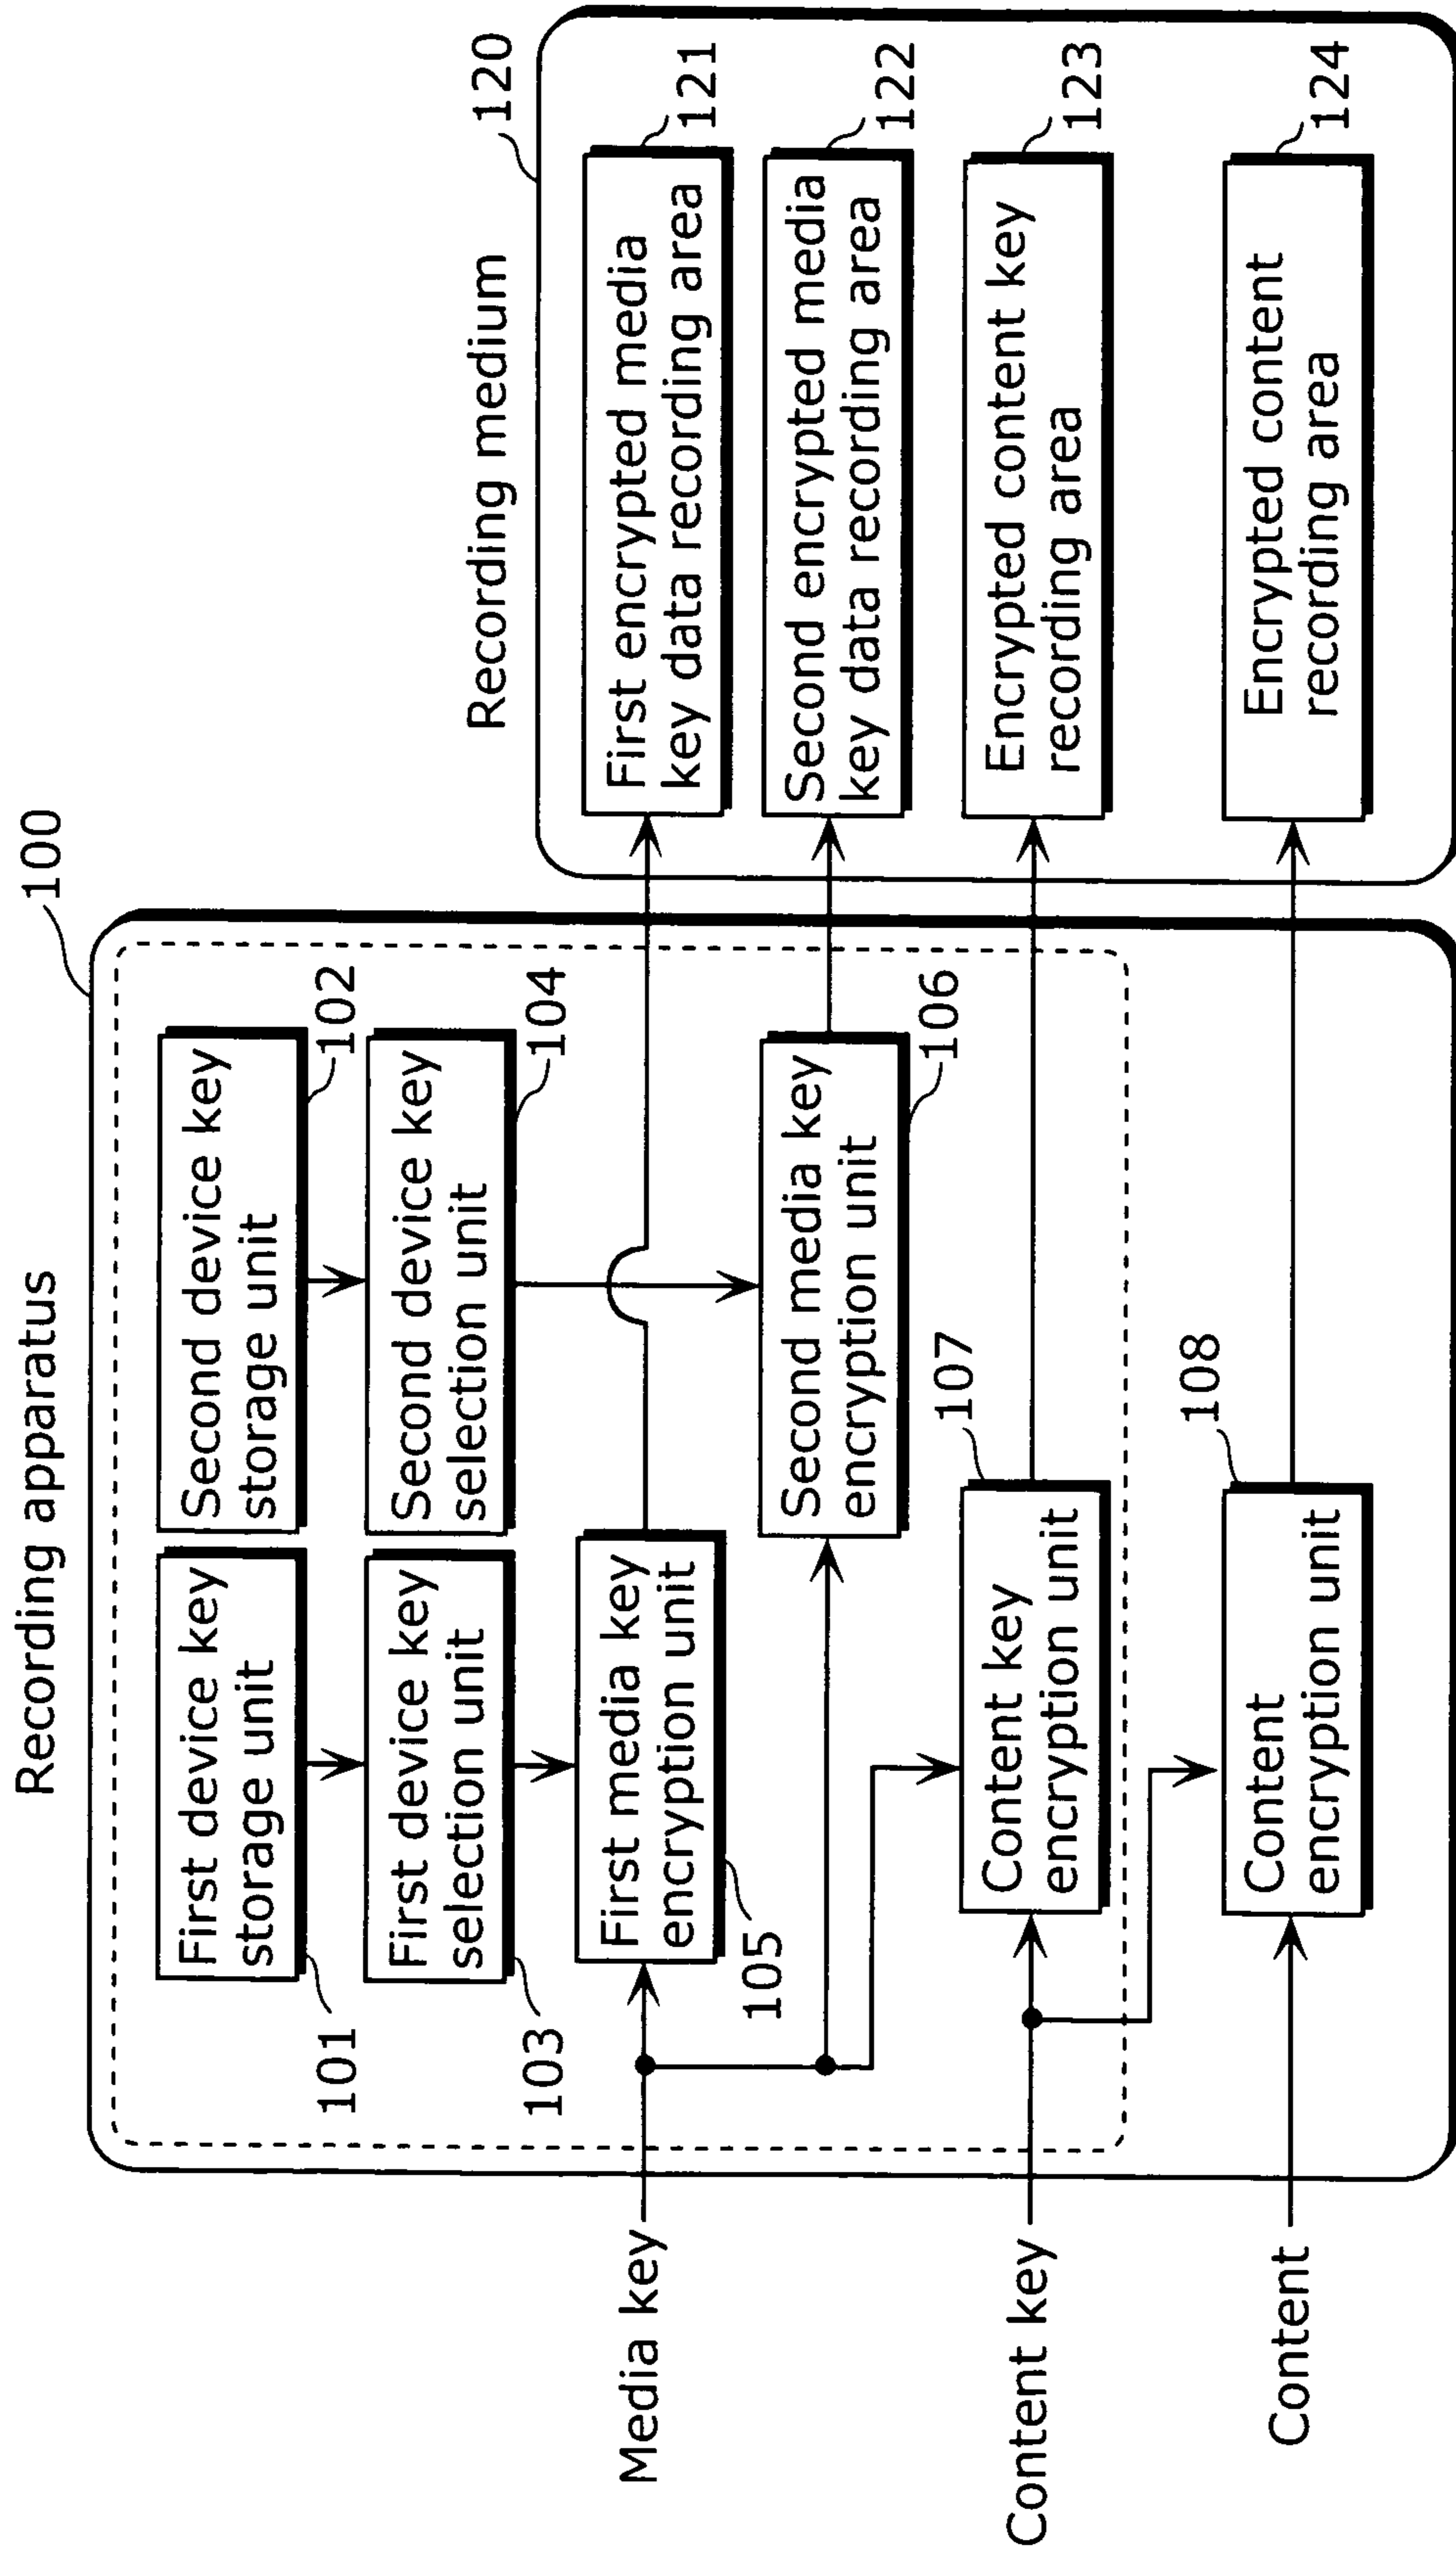 Recording apparatus
100
First device key
storage unit
101
Second device key
storage unit
102
First device key
selection unit
103
Second device key
selection unit
104
Media key
First media key
encryption unit
105
Second media key
encryption unit
106
Content key
Content key
encryption unit
107
Content
Content
encryption unit
108
Recording medium
120
First encrypted media
key data recording area
121
Second encrypted media
key data recording area
122
Encrypted content key
recording area
123
Encrypted content
recording area
124